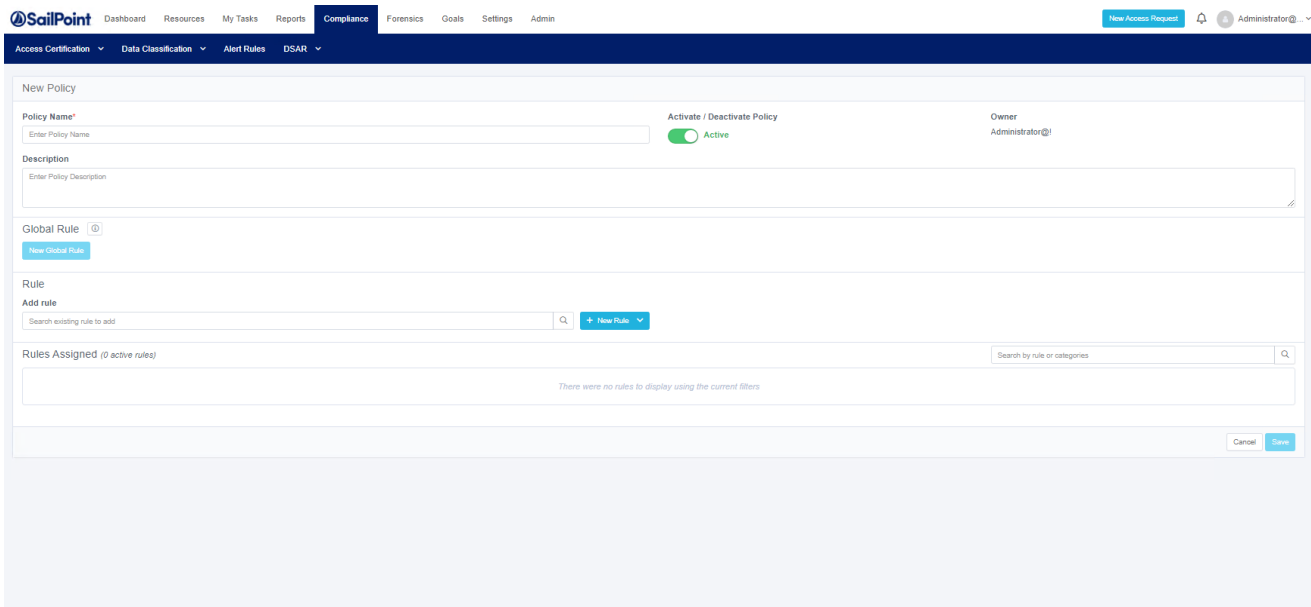 SailPoint Dashboard Resources My Tasks Reports Compliance Forensics Goals Settings Admin New Access Request Administrator@...
Access Certification Data Classification Alert Rules DSAR
New Policy
Policy Name* Activate / Deactivate Policy Owner
Enter Policy Name Active Administrator@!
Description
Enter Policy Description
Global Rule
New Global Rule
Rule
Add rule
Search existing rule to add + New Rule
Rules Assigned (0 active rules) Search by rule or categories
There were no rules to display using the current filters
Cancel Save